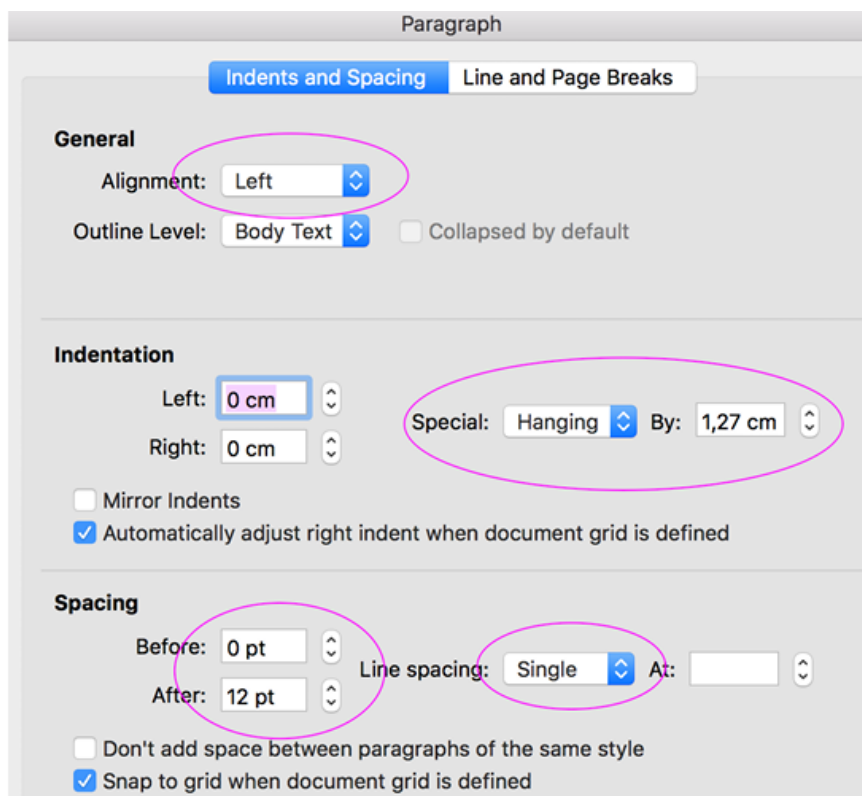 Paragraph
Indents and Spacing Line and Page Breaks
General
Alignment: Left
Outline Level: Body Text Collapsed by default
Indentation
Left: 0 cm
Special: Hanging By: 1,27 cm
Right: 0 cm
Mirror Indents
Automatically adjust right indent when document grid is defined
Spacing
Before: 0 pt
Line spacing: Single At:
After: 12 pt
Don't add space between paragraphs of the same style
Snap to grid when document grid is defined